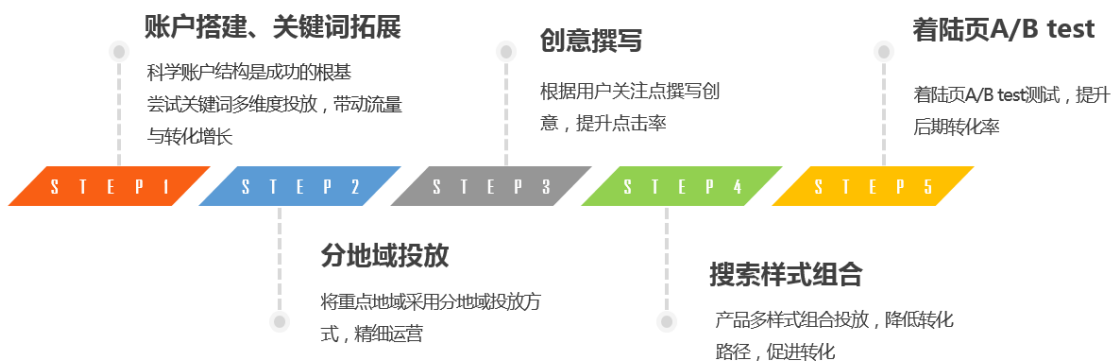 账户搭建、关键词拓展
科学账户结构是成功的根基
尝试关键词多维度投放，带动流量
与转化增长
创意撰写
根据用户关注点撰写创
意，提升点击率
着陆页A/B test
着陆页A/B test测试，提升
后期转化率
STEP1
STEP2
STEP3
STEP4
STEP5
分地域投放
将重点地域采用分地域投放方
式，精细运营
搜索样式组合
产品多样式组合投放，降低转化
路径，促进转化